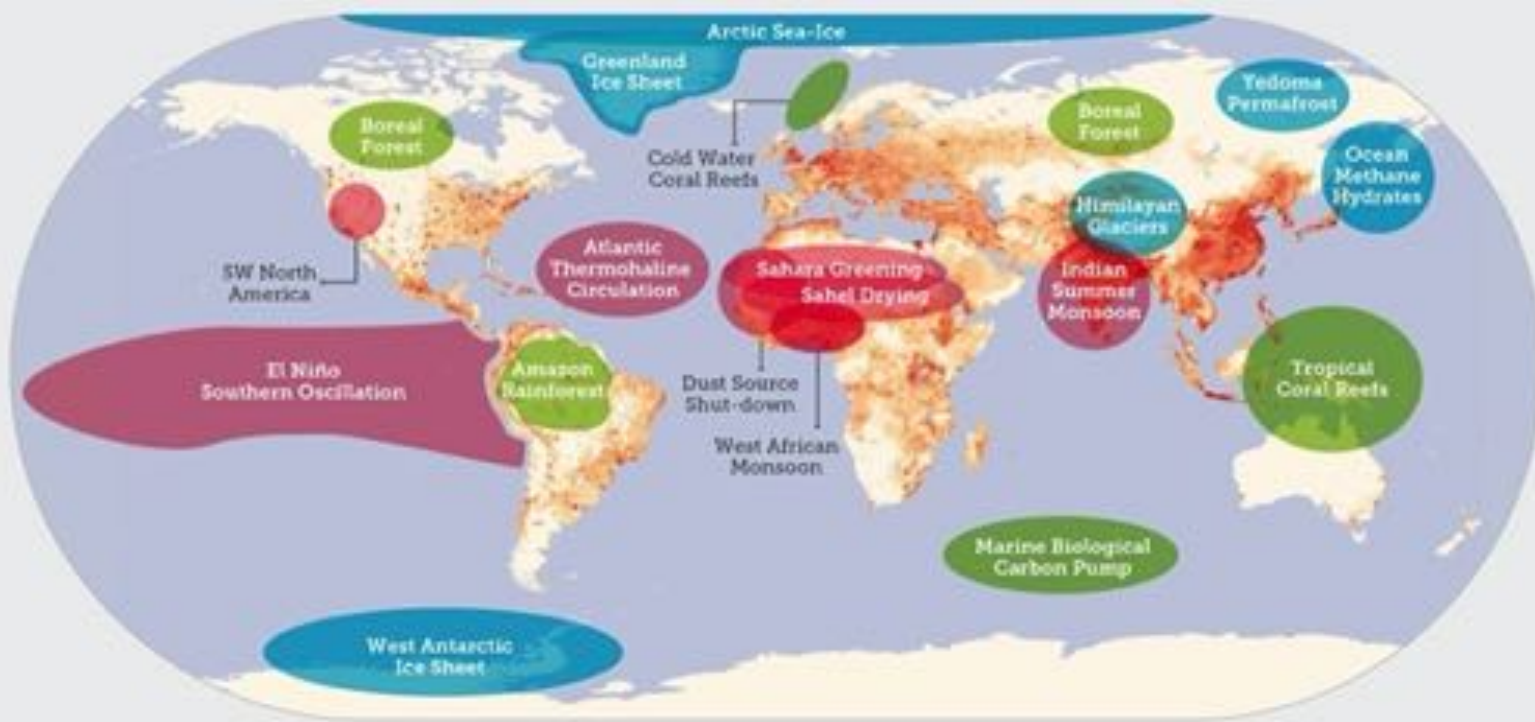 Arctic Sea-Ice
Greenland
Ice Sheet
Yedoma
Permafrost
Boreal
Forest
Boreal
Forest
Cold Water
Coral Reefs
Ocean
Methane
Hydrates
Himilayan
Glaciers
SW North
America
Atlantic
Thermohaline
Circulation
Sahara Greening
Sahel Drying
Indian
Summer
Monsoon
El Niño
Southern Oscillation
Amazon
Rainforest
Dust Source
Shut-down
West African
Monsoon
Tropical
Coral Reefs
Marine Biological
Carbon Pump
West Antarctic
Ice Sheet